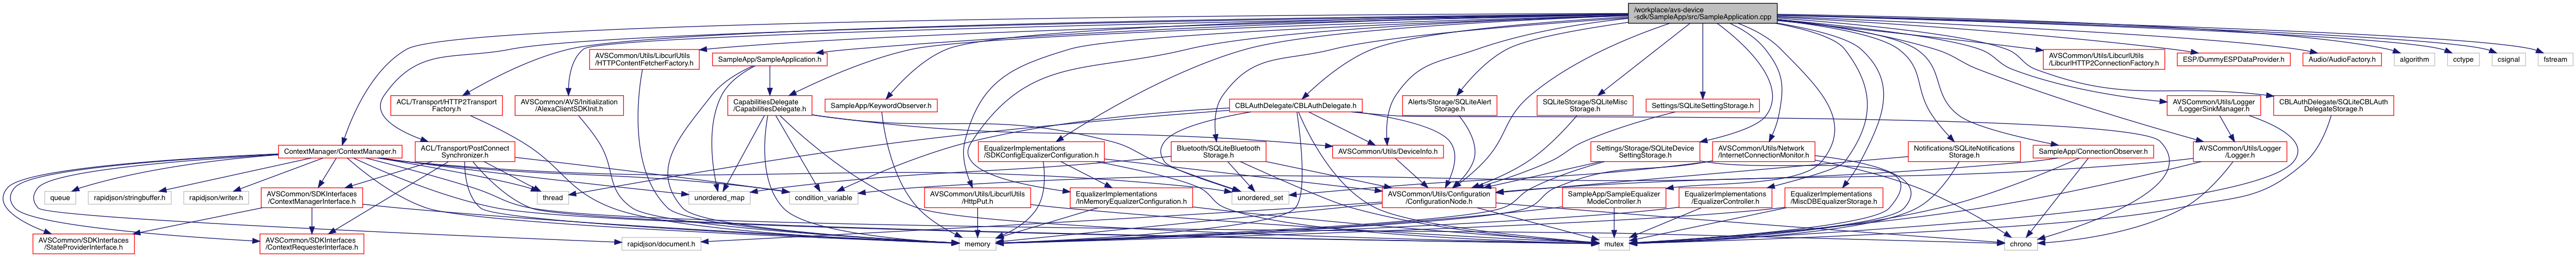 /workplace/avs-device
-sdk/SampleApp/src/SampleApplication.cpp
AVSCommon/Utils/LibcurlUtils
/HTTPContentFetcherFactory.h
SampleApp/SampleApplication.h
AVSCommon/Utils/LibcurlUtils
/LibcurlHTTP2ConnectionFactory.h
ESP/DummyESPDataProvider.h
Audio/AudioFactory.h
algorithm
cctype
csignal
fstream
ACL/Transport/HTTP2Transport
Factory.h
AVSCommon/AVS/Initialization
/AlexaClientSDKInit.h
CapabilitiesDelegate
/CapabilitiesDelegate.h
SampleApp/KeywordObserver.h
CBLAuthDelegate/CBLAuthDelegate.h
Alerts/Storage/SQLiteAlert
Storage.h
SQLiteStorage/SQLiteMisc
Storage.h
Settings/SQLiteSettingStorage.h
AVSCommon/Utils/Logger
/LoggerSinkManager.h
CBLAuthDelegate/SQLiteCBLAuth
DelegateStorage.h
ContextManager/ContextManager.h
ACL/Transport/PostConnect
Synchronizer.h
EqualizerImplementations
/SDKConfigEqualizerConfiguration.h
Bluetooth/SQLiteBluetooth
Storage.h
AVSCommon/Utils/DeviceInfo.h
Settings/Storage/SQLiteDevice
SettingStorage.h
AVSCommon/Utils/Network
/InternetConnectionMonitor.h
Notifications/SQLiteNotifications
Storage.h
SampleApp/ConnectionObserver.h
AVSCommon/Utils/Logger
/Logger.h
queue
rapidjson/stringbuffer.h
rapidjson/writer.h
AVSCommon/SDKInterfaces
/ContextManagerInterface.h
thread
unordered_map
condition_variable
AVSCommon/Utils/LibcurlUtils
/HttpPut.h
EqualizerImplementations
/InMemoryEqualizerConfiguration.h
unordered_set
AVSCommon/Utils/Configuration
/ConfigurationNode.h
SampleApp/SampleEqualizer
ModeController.h
EqualizerImplementations
/EqualizerController.h
EqualizerImplementations
/MiscDBEqualizerStorage.h
AVSCommon/SDKInterfaces
/StateProviderInterface.h
AVSCommon/SDKInterfaces
/ContextRequesterInterface.h
rapidjson/document.h
memory
mutex
chrono